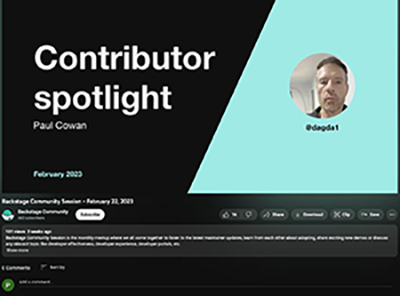 Contributor
spotlight
Paul Cowan
@dagda1
February 2023
Backstage Community Session - February 22, 2023
Backstage Community
Subscribe
Share
Download
Clip
Save
101 views 3 weeks ago
Backstage Community Session is the monthly meetup where we all come together to listen to the latest maintainer updates, learn from each other about adopting, share exciting new demos or discuss
any relevant topic like developer effectiveness, developer experience, developer portals, etc.
Show more
0 Comments
Sort by
P
Add a comment...